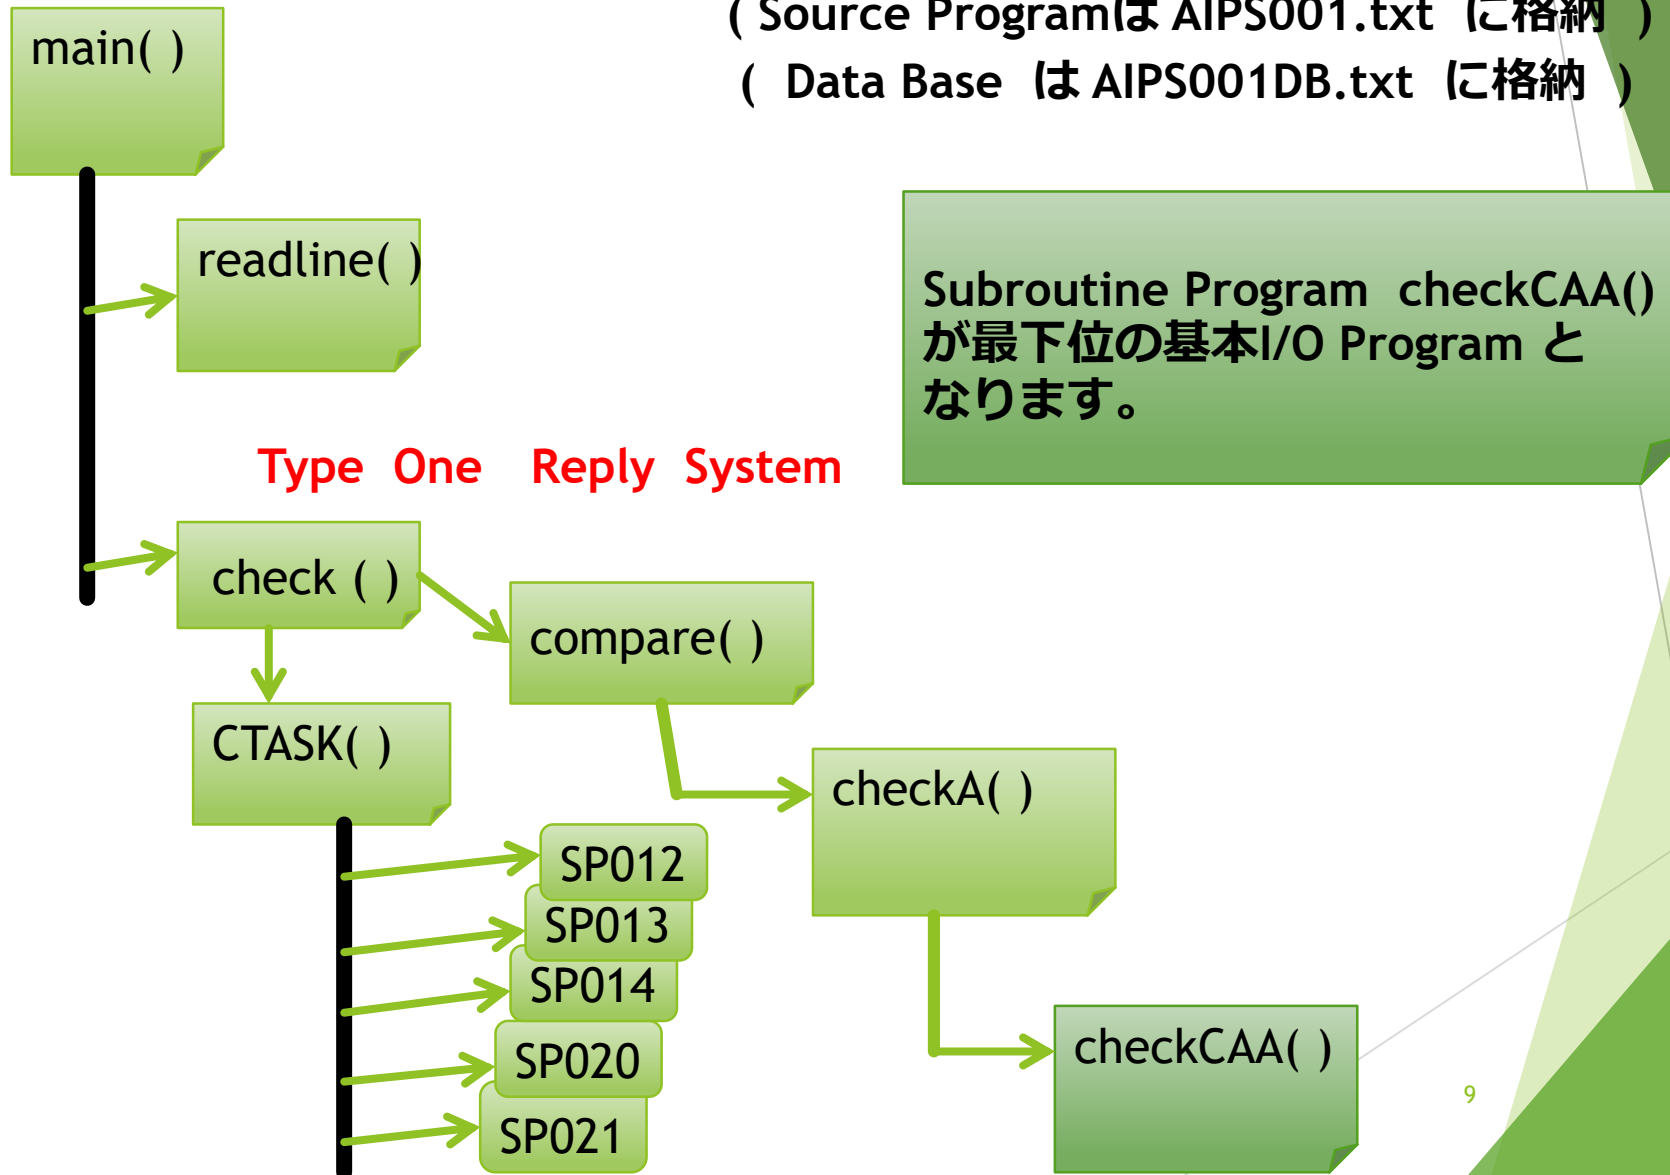 ( Source Programは AIPS001.txt に格納 )
( Data Base は AIPS001DB.txt に格納 )
main( )
readline( )
Subroutine Program checkCAA()
が最下位の基本I/O Program と
なります。
Type One Reply System
check ( )
compare( )
CTASK( )
checkA( )
SP012
SP013
SP014
SP020
SP021
checkCAA( )
9